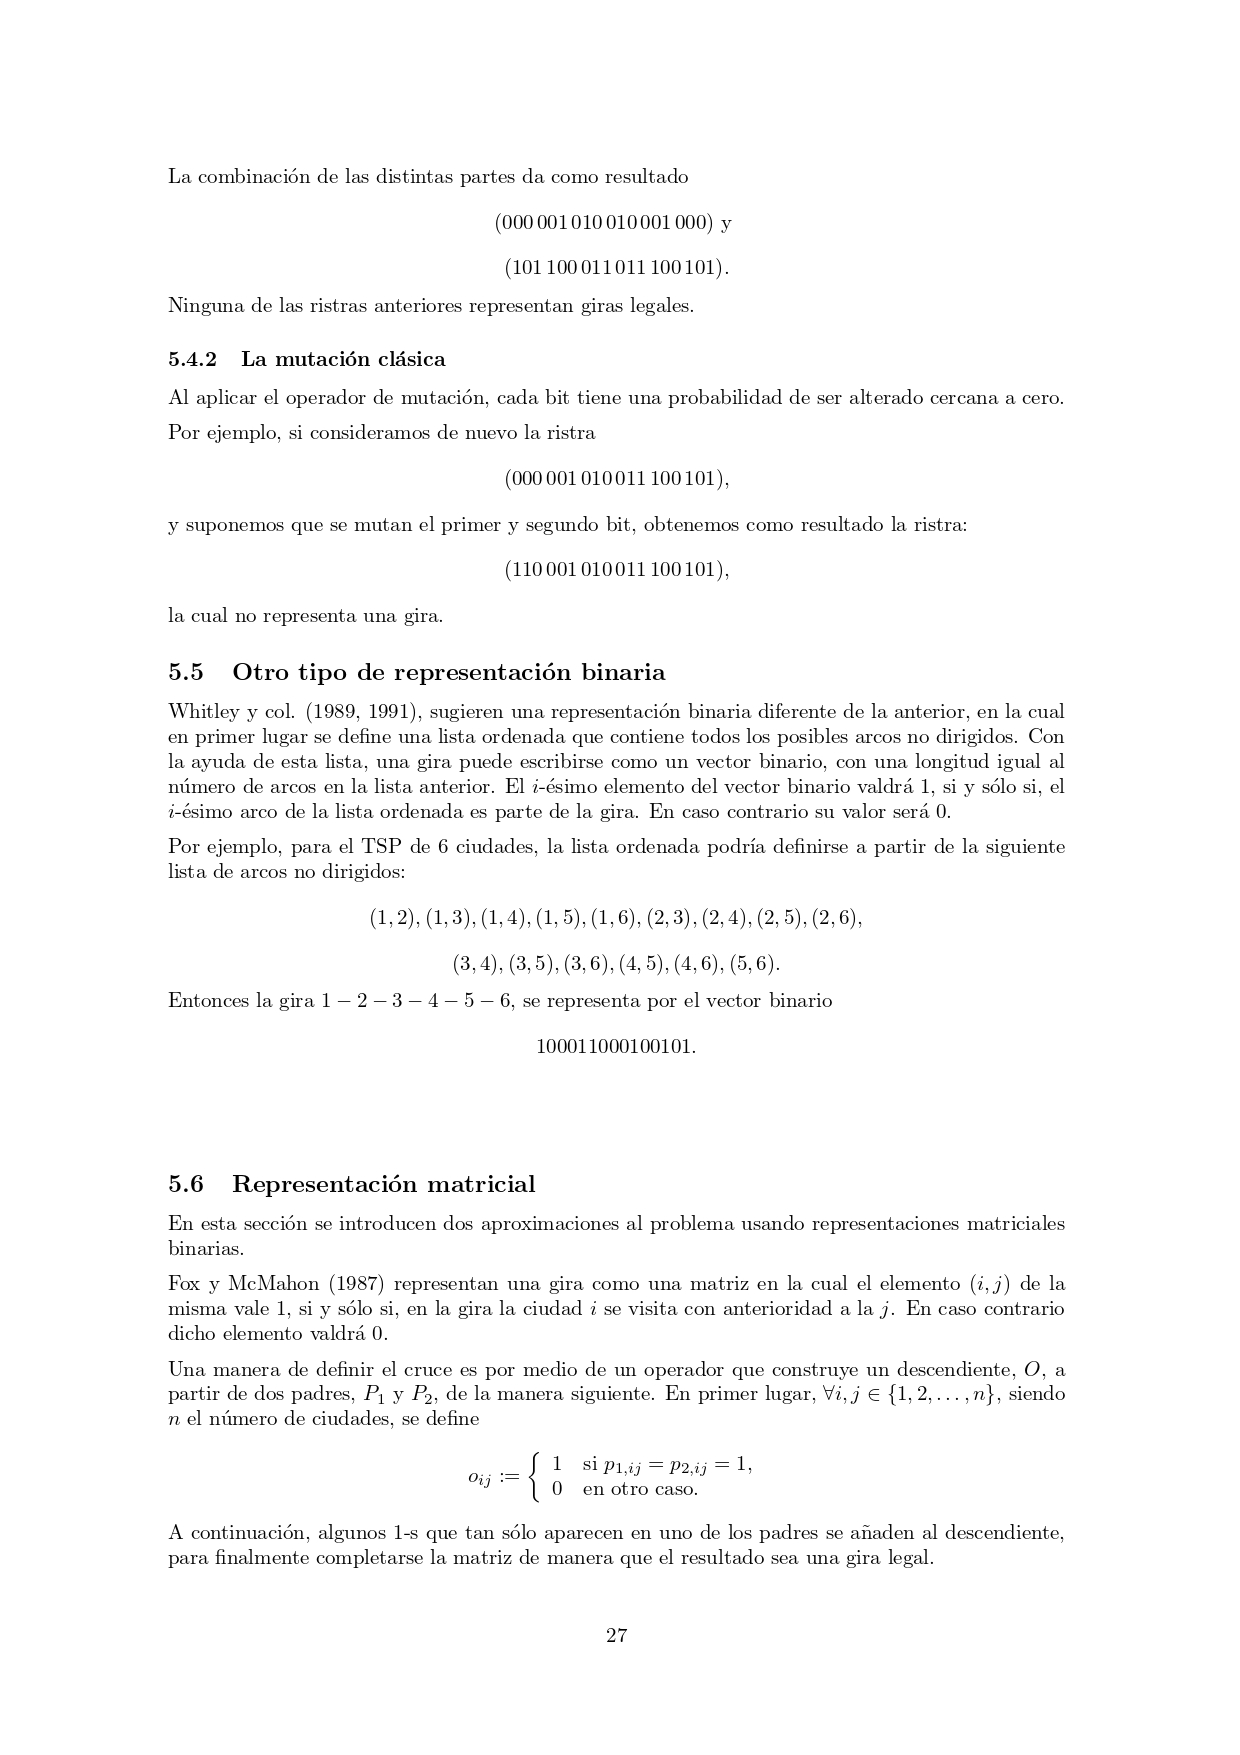 La combinación de las distintas partes da como resultado
(000 001 010 010 001 000) y
(101 100 011 011 100 101).
Ninguna de las ristras anteriores representan giras legales.
5.4.2 La mutación clásica
Al aplicar el operador de mutación, cada bit tiene una probabilidad de ser alterado cercana a cero.
Por ejemplo, si consideramos de nuevo la ristra
(000 001 010 011 100 101),
y suponemos que se mutan el primer y segundo bit, obtenemos como resultado la ristra:
(110 001 010 011 100 101),
la cual no representa una gira.
5.5 Otro tipo de representación binaria
Whitley y col. (1989, 1991), sugieren una representación binaria diferente de la anterior, en la cual
en primer lugar se define una lista ordenada que contiene todos los posibles arcos no dirigidos. Con
la ayuda de esta lista, una gira puede escribirse como un vector binario, con una longitud igual al
número de arcos en la lista anterior. El i-ésimo elemento del vector binario valdrá 1, si y sólo si, el
i-ésimo arco de la lista ordenada es parte de la gira. En caso contrario su valor será 0.
Por ejemplo, para el TSP de 6 ciudades, la lista ordenada podría definirse a partir de la siguiente
lista de arcos no dirigidos:
(1, 2), (1, 3), (1, 4), (1, 5), (1, 6), (2, 3), (2, 4), (2, 5), (2, 6),
(3, 4), (3, 5), (3, 6), (4, 5), (4, 6), (5, 6).
Entonces la gira 1 − 2 − 3 − 4 − 5 − 6, se representa por el vector binario
100011000100101.
5.6 Representación matricial
En esta sección se introducen dos aproximaciones al problema usando representaciones matriciales
binarias.
Fox y McMahon (1987) representan una gira como una matriz en la cual el elemento (i, j) de la
misma vale 1, si y sólo si, en la gira la ciudad i se visita con anterioridad a la j. En caso contrario
dicho elemento valdrá 0.
Una manera de definir el cruce es por medio de un operador que construye un descendiente, O, a
partir de dos padres, P1 y P2, de la manera siguiente. En primer lugar, ∀i, j ∈ {1, 2, . . . , n}, siendo
n el número de ciudades, se define
oij := { 1 si p1,ij = p2,ij = 1,
0 en otro caso.
A continuación, algunos 1-s que tan sólo aparecen en uno de los padres se añaden al descendiente,
para finalmente completarse la matriz de manera que el resultado sea una gira legal.
27